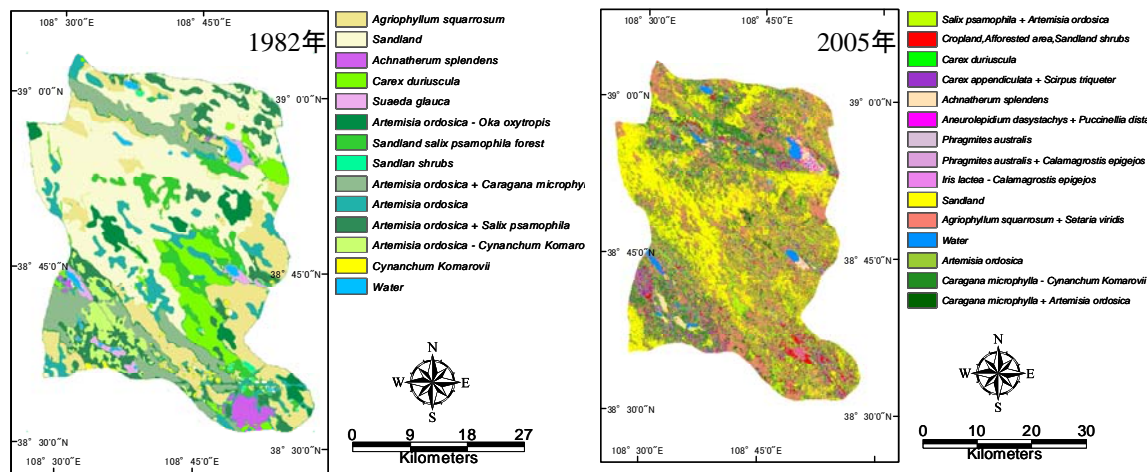 108° 30'0"E
108° 45'0"E
1982年
39° 0'0"N
39° 0'0"N
38° 45'0"N
38° 45'0"N
38° 30'0"N
108° 30'0"E
108° 45'0"E
Agriophyllum squarrosum
Sandland
Achnatherum splendens
Carex duriuscula
Suaeda glauca
Artemisia ordosica - Oka oxytropis
Sandland salix psamophila forest
Sandlan shrubs
Artemisia ordosica + Caragana microphyl
Artemisia ordosica
Artemisia ordosica + Salix psamophila
Artemisia ordosica - Cynanchum Komaro
Cynanchum Komarovii
Water
N
W E
S
0 9 18 27
Kilometers
108° 30'0"E
108° 45'0"E
2005年
39° 0'0"N
39° 0'0"N
38° 45'0"N
38° 45'0"N
38° 30'0"N
38° 30'0"N
108° 30'0"E
108° 45'0"E
Salix psamophila + Artemisia ordosica
Cropland,Afforested area,Sandland shrubs
Carex duriuscula
Carex appendiculata + Scirpus triqueter
Achnatherum splendens
Aneurolepidium dasystachys + Puccinellia dista
Phragmites australis
Phragmites australis + Calamagrostis epigejos
Iris lactea - Calamagrostis epigejos
Sandland
Agriophyllum squarrosum + Setaria viridis
Water
Artemisia ordosica
Caragana microphylla - Cynanchum Komarovii
Caragana microphylla + Artemisia ordosica
N
W E
S
0 10 20 30
Kilometers